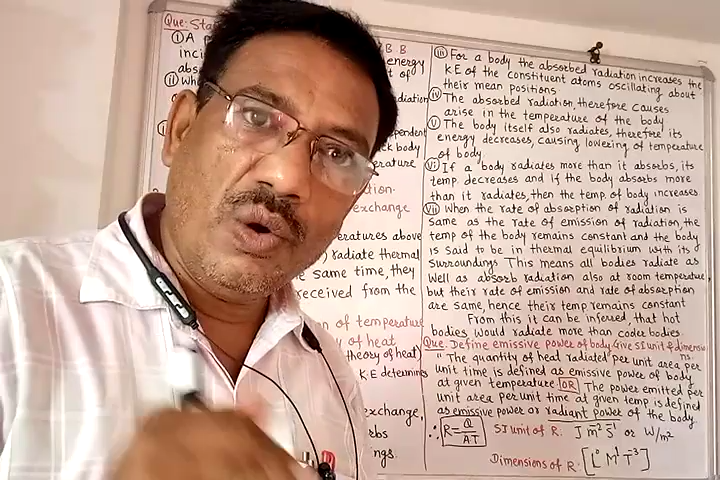 Que: Sta
B.B
i A
energy
inci
t of
abs
ii Wh
adiation
ependent
ck body
erature
tion.
exchange
eratures above
) radiate thermal
e same time, they
received from the
on of temperature
y of heat
theory of heat)
K.E determines
exchange,
rbs
ngs.
iii For a body the absorbed radiation increases the
K E of the constituent atoms oscillating about
their mean positions
iv The absorbed radiation, therefore causes
arise in the temperature of the body
v The body itself also radiates, therefore its
energy decreases, causing lowering of temperature
of body
vi If a body radiates more than it absorbs, its
temp. decreases and if the body absorbs more
than it radiates, then the temp. of body increases.
vii When the rate of absorption of radiation is
same as the rate of emission of radiation, the
temp of the body remains constant and the body
is said to be in thermal equilibrium with its
surroundings This means all bodies radiate as
Well as absorb radiation also at room temperature,
but their rate of emission and rate of absorption
are same, hence their temp remains constant
From this it can be inferred, that hot
bodies Would radiate more than cooler bodies
Que: Define emissive power of body. Give SI unit & dimensio
ns.
"The quantity of heat radiated per unit area per
unit time is defined as emissive power of body
at given temperature OR The power emitted per
unit area per unit time at given temp is defined
as emissive power or radiant power of the body.
∴ R = Q/AT SI unit of R: J m⁻² S⁻¹ or W/m²
Dimensions of R: [L⁰ M¹ T⁻³]